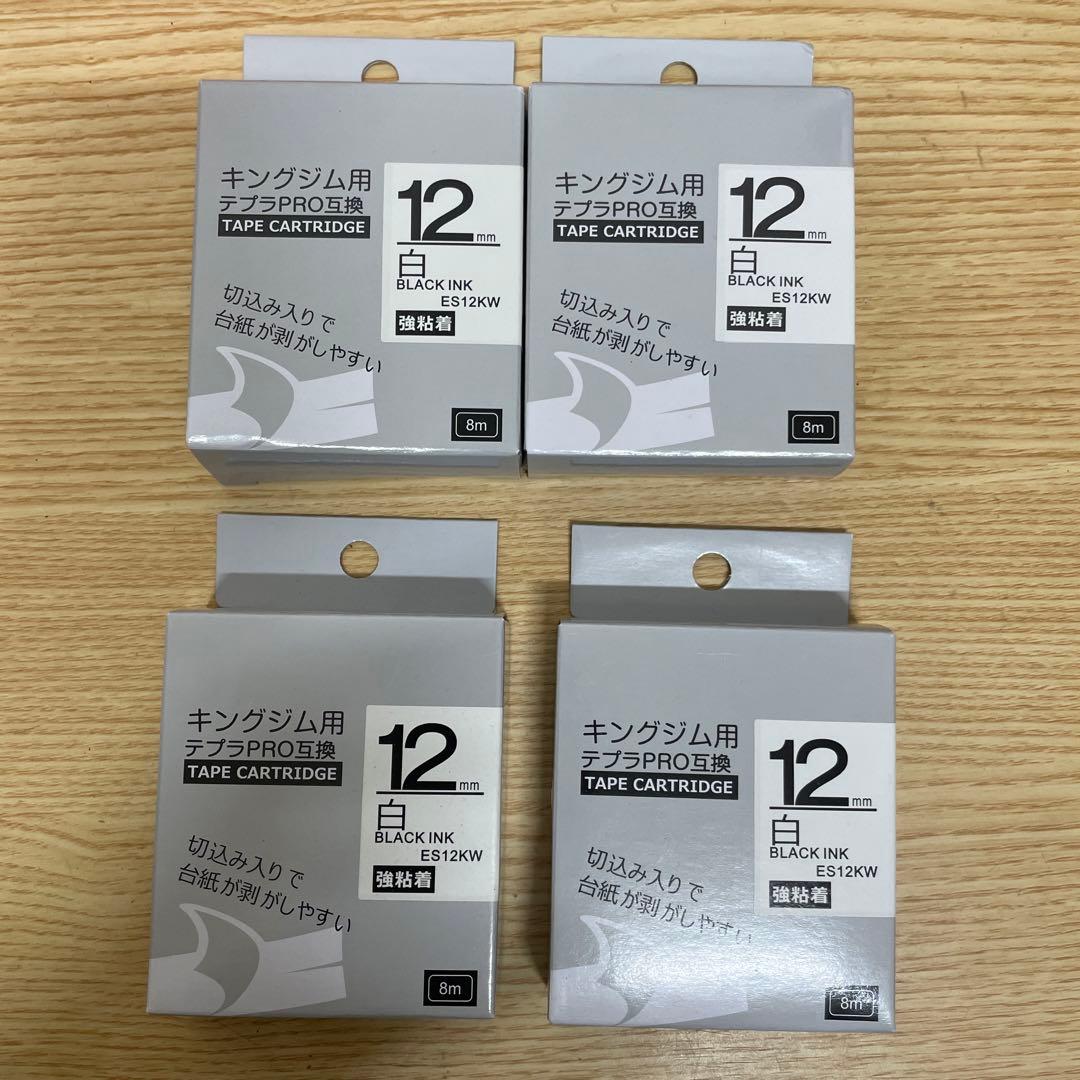 キングジム用
テプラPRO互換
TAPE CARTRIDGE
12mm
白
BLACK INK
ES12KW
強粘着
切込み入りで
台紙が剥がしやすい
8m
キングジム用
テプラPRO互換
TAPE CARTRIDGE
12mm
白
BLACK INK
ES12KW
強粘着
切込み入りで
台紙が剥がしやすい
8m
キングジム用
テプラPRO互換
TAPE CARTRIDGE
12mm
白
BLACK INK
ES12KW
強粘着
切込み入りで
台紙が剥がしやすい
8m
キングジム用
テプラPRO互換
TAPE CARTRIDGE
12mm
白
BLACK INK
ES12KW
強粘着
切込み入りで
台紙が剥がしやすい
8m